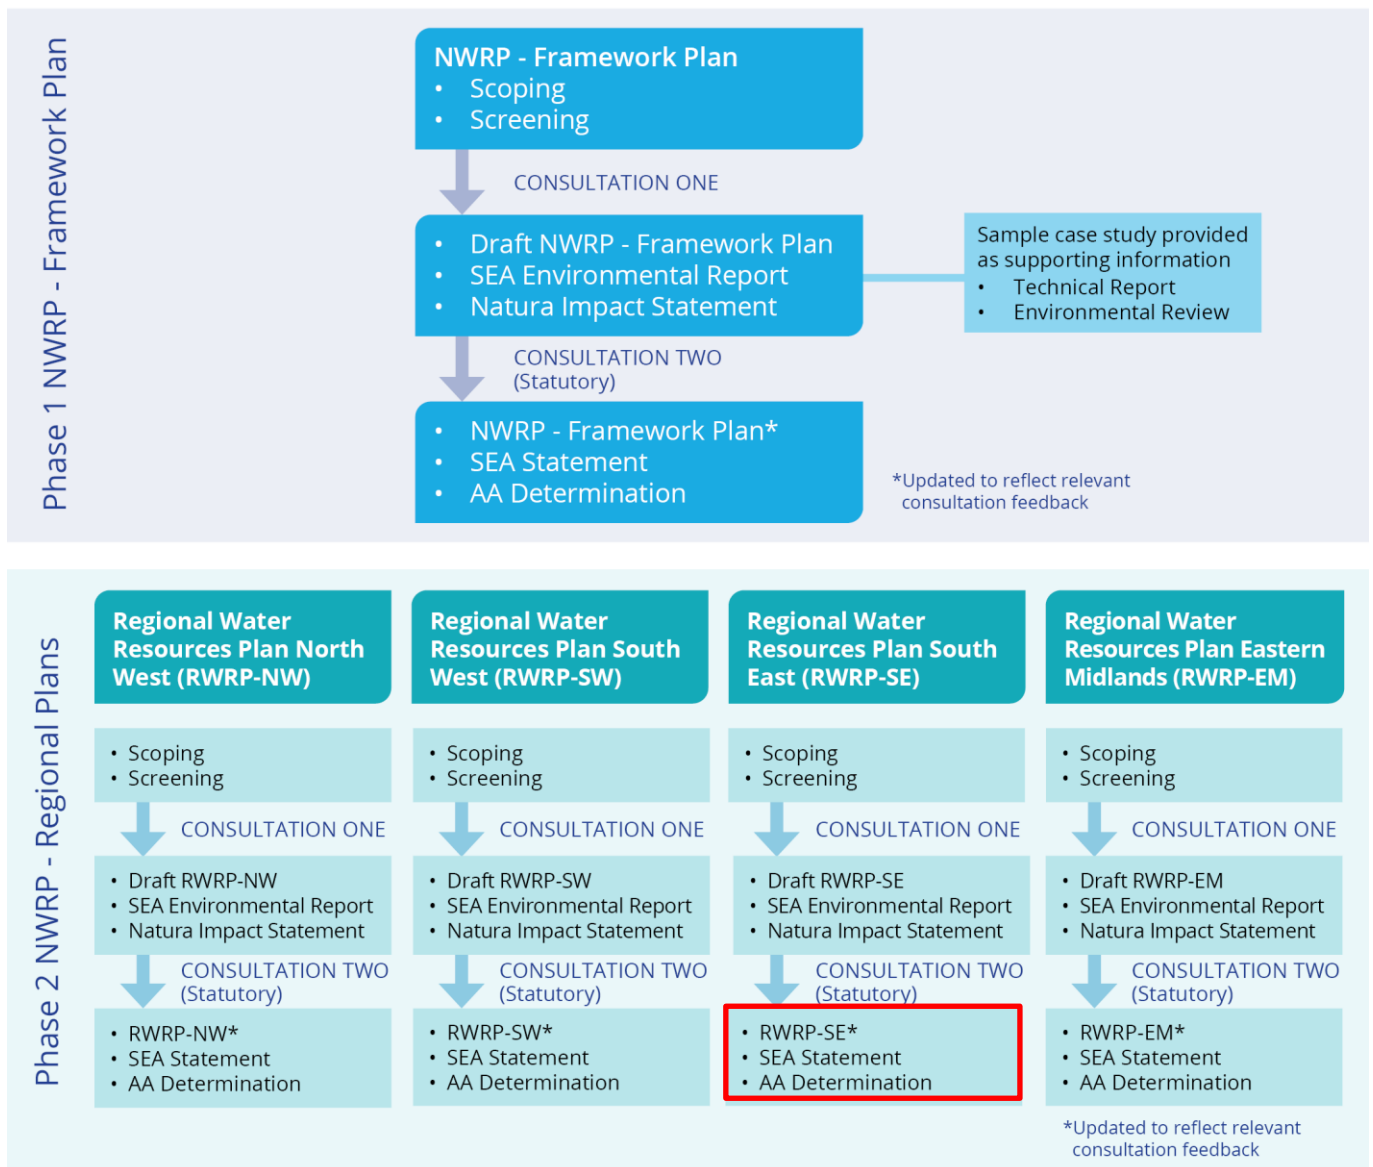 Phase 1 NWRP - Framework Plan
NWRP - Framework Plan
• Scoping
• Screening
CONSULTATION ONE
• Draft NWRP - Framework Plan
• SEA Environmental Report
• Natura Impact Statement
Sample case study provided
as supporting information
• Technical Report
• Environmental Review
CONSULTATION TWO
(Statutory)
• NWRP - Framework Plan*
• SEA Statement
• AA Determination
*Updated to reflect relevant
consultation feedback
Phase 2 NWRP - Regional Plans
Regional Water
Resources Plan North
West (RWRP-NW)
• Scoping
• Screening
CONSULTATION ONE
• Draft RWRP-NW
• SEA Environmental Report
• Natura Impact Statement
CONSULTATION TWO
(Statutory)
• RWRP-NW*
• SEA Statement
• AA Determination
Regional Water
Resources Plan South
West (RWRP-SW)
• Scoping
• Screening
CONSULTATION ONE
• Draft RWRP-SW
• SEA Environmental Report
• Natura Impact Statement
CONSULTATION TWO
(Statutory)
• RWRP-SW*
• SEA Statement
• AA Determination
Regional Water
Resources Plan South
East (RWRP-SE)
• Scoping
• Screening
CONSULTATION ONE
• Draft RWRP-SE
• SEA Environmental Report
• Natura Impact Statement
CONSULTATION TWO
(Statutory)
• RWRP-SE*
• SEA Statement
• AA Determination
Regional Water
Resources Plan Eastern
Midlands (RWRP-EM)
• Scoping
• Screening
CONSULTATION ONE
• Draft RWRP-EM
• SEA Environmental Report
• Natura Impact Statement
CONSULTATION TWO
(Statutory)
• RWRP-EM*
• SEA Statement
• AA Determination
*Updated to reflect relevant
consultation feedback